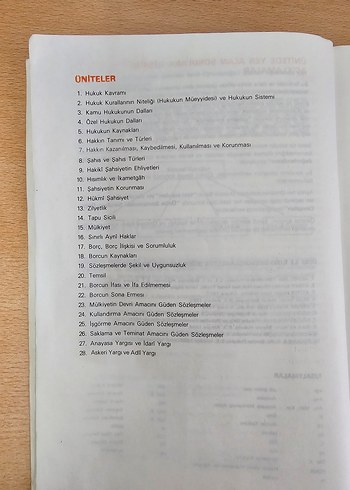 ÜNİTELER
1. Hukuk Kavramı
2. Hukuk Kurallarının Niteliği (Hukukun Müeyyidesi) ve Hukukun Sistemi
3. Kamu Hukukunun Dalları
4. Özel Hukukun Dalları
5. Hukukun Kaynakları
6. Hakkın Tanımı ve Türleri
7. Hakkın Kazanılması, Kaybedilmesi, Kullanılması ve Korunması
8. Şahıs ve Şahıs Türleri
9. Hakikî Şahsiyetin Ehliyetleri
10. Hısımlık ve İkametgâh
11. Şahsiyetin Korunması
12. Hükmî Şahsiyet
13. Zilyetlik
14. Tapu Sicili
15. Mülkiyet
16. Sınırlı Aynî Haklar
17. Borç, Borç İlişkisi ve Sorumluluk
18. Borcun Kaynakları
19. Sözleşmelerde Şekil ve Uygunsuzluk
20. Temsil
21. Borcun İfası ve İfa Edilmemesi
22. Borcun Sona Ermesi
23. Mülkiyetin Devri Amacını Güden Sözleşmeler
24. Kullandırma Amacını Güden Sözleşmeler
25. İşgörme Amacını Güden Sözleşmeler
26. Saklama ve Teminat Amacını Güden Sözleşmeler
27. Anayasa Yargısı ve İdarî Yargı
28. Askeri Yargı ve Adlî Yargı